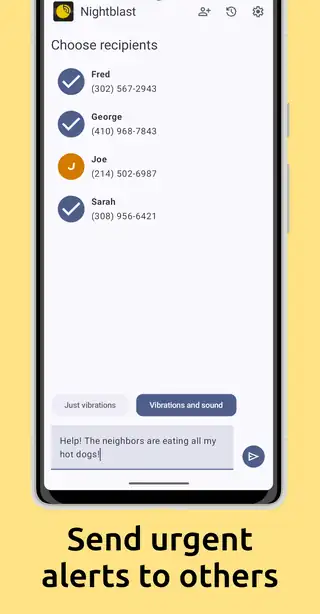 Nightblast
Choose recipients
Fred
(302) 567-2943
George
(410) 968-7843
J
Joe
(214) 502-6987
Sarah
(308) 956-6421
Just vibrations
Vibrations and sound
Help! The neighbors are eating all my
hot dogs!
Send urgent
alerts to others